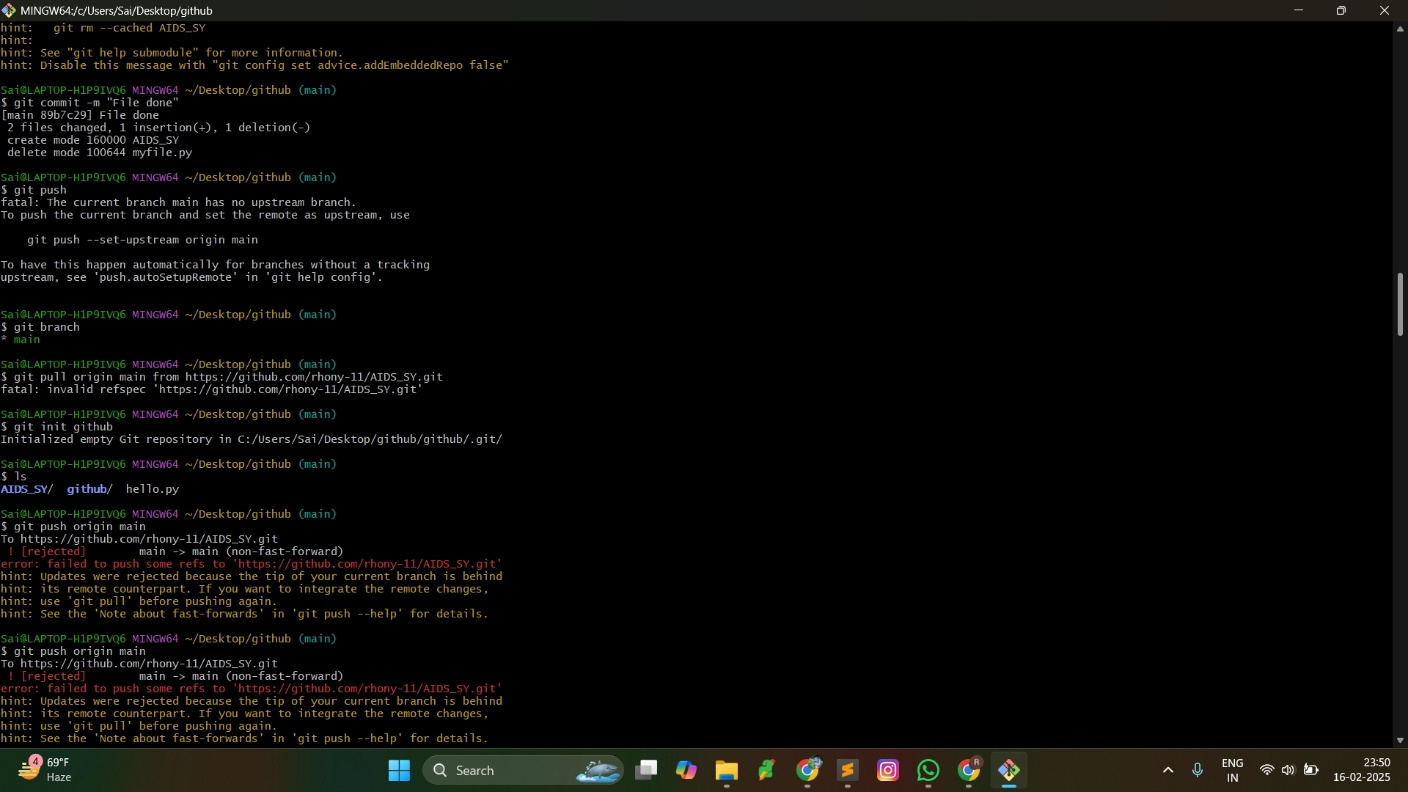 MINGW64:/c/Users/Sai/Desktop/github
hint:   git rm --cached AIDS_SY
hint:
hint: See "git help submodule" for more information.
hint: Disable this message with "git config set advice.addEmbeddedRepo false"
Sai@LAPTOP-H1P9IVQ6 MINGW64 ~/Desktop/github (main)
$ git commit -m "File done"
[main 89b7c29] File done
 2 files changed, 1 insertion(+), 1 deletion(-)
 create mode 160000 AIDS_SY
 delete mode 100644 myfile.py
Sai@LAPTOP-H1P9IVQ6 MINGW64 ~/Desktop/github (main)
$ git push
fatal: The current branch main has no upstream branch.
To push the current branch and set the remote as upstream, use
    git push --set-upstream origin main
To have this happen automatically for branches without a tracking
upstream, see 'push.autoSetupRemote' in 'git help config'.
Sai@LAPTOP-H1P9IVQ6 MINGW64 ~/Desktop/github (main)
$ git branch
* main
Sai@LAPTOP-H1P9IVQ6 MINGW64 ~/Desktop/github (main)
$ git pull origin main from https://github.com/rhony-11/AIDS_SY.git
fatal: invalid refspec 'https://github.com/rhony-11/AIDS_SY.git'
Sai@LAPTOP-H1P9IVQ6 MINGW64 ~/Desktop/github (main)
$ git init github
Initialized empty Git repository in C:/Users/Sai/Desktop/github/github/.git/
Sai@LAPTOP-H1P9IVQ6 MINGW64 ~/Desktop/github (main)
$ ls
AIDS_SY/  github/  hello.py
Sai@LAPTOP-H1P9IVQ6 MINGW64 ~/Desktop/github (main)
$ git push origin main
To https://github.com/rhony-11/AIDS_SY.git
 ! [rejected]        main -> main (non-fast-forward)
error: failed to push some refs to 'https://github.com/rhony-11/AIDS_SY.git'
hint: Updates were rejected because the tip of your current branch is behind
hint: its remote counterpart. If you want to integrate the remote changes,
hint: use 'git pull' before pushing again.
hint: See the 'Note about fast-forwards' in 'git push --help' for details.
Sai@LAPTOP-H1P9IVQ6 MINGW64 ~/Desktop/github (main)
$ git push origin main
To https://github.com/rhony-11/AIDS_SY.git
 ! [rejected]        main -> main (non-fast-forward)
error: failed to push some refs to 'https://github.com/rhony-11/AIDS_SY.git'
hint: Updates were rejected because the tip of your current branch is behind
hint: its remote counterpart. If you want to integrate the remote changes,
hint: use 'git pull' before pushing again.
hint: See the 'Note about fast-forwards' in 'git push --help' for details.
4
69°F
Haze
Search
R
ENG
IN
23:50
16-02-2025